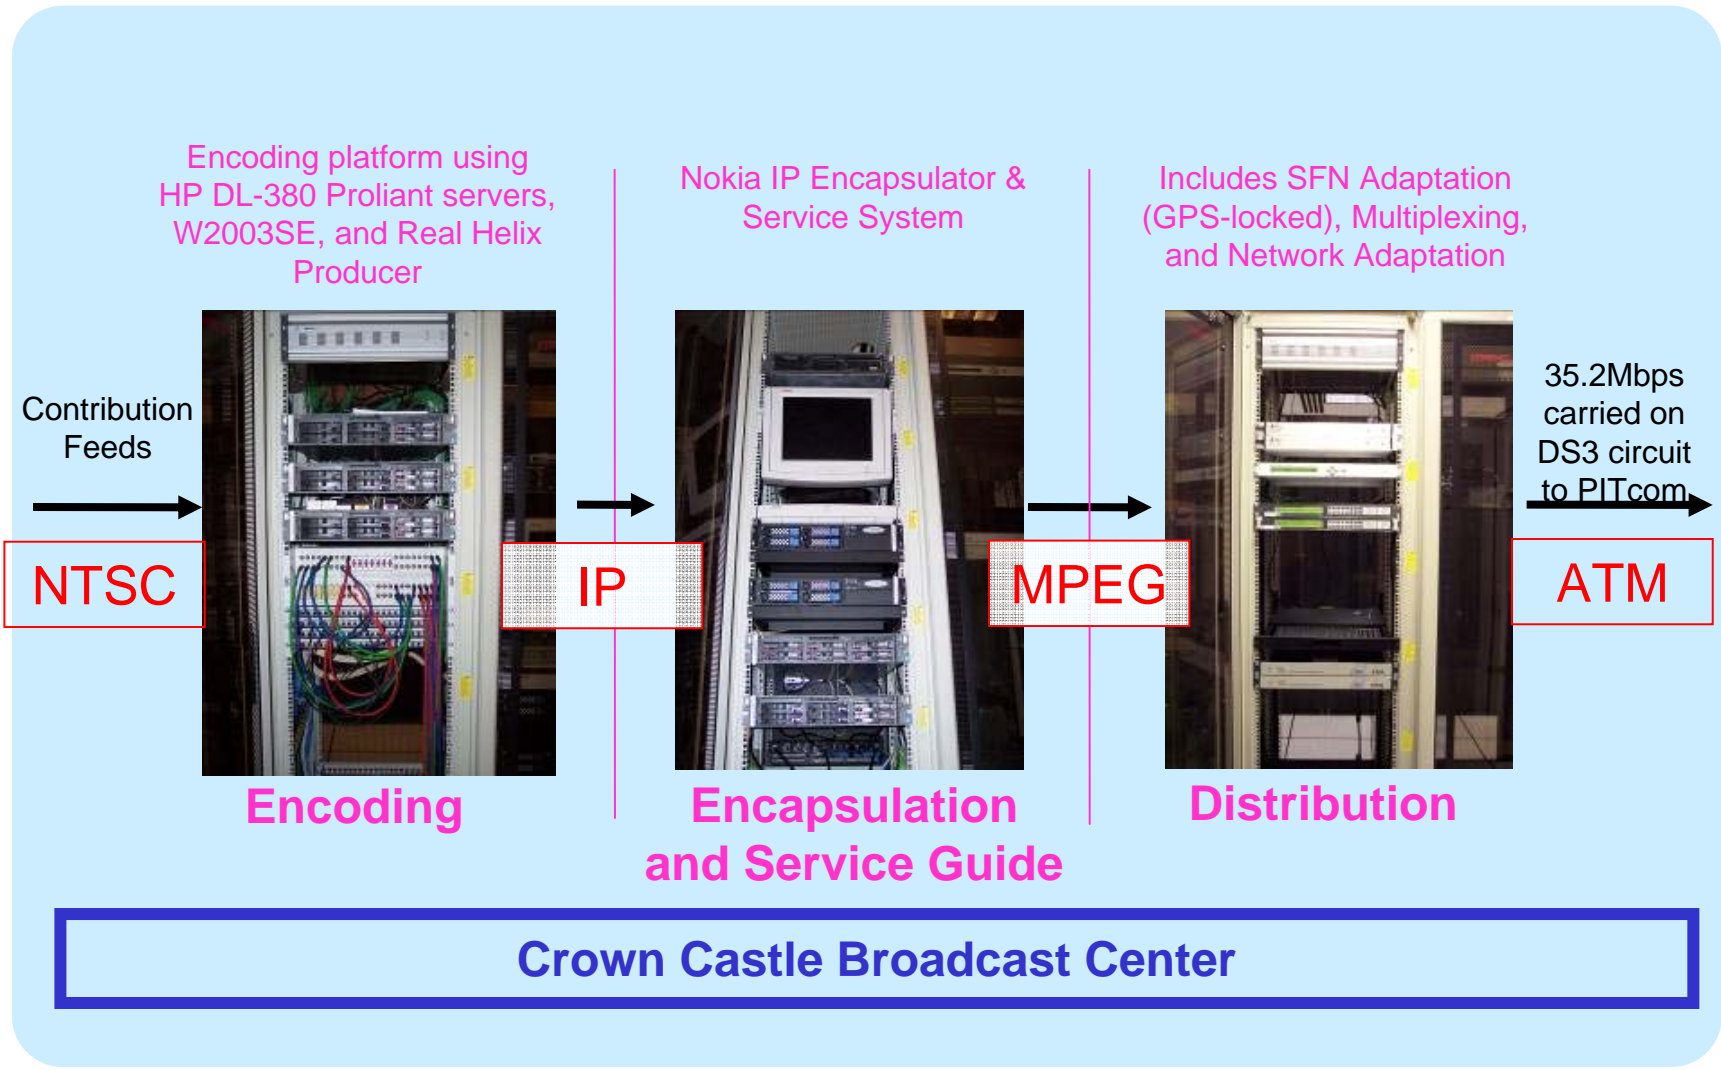 Encoding platform using
HP DL-380 Proliant servers,
W2003SE, and Real Helix
Producer
Nokia IP Encapsulator &
Service System
Includes SFN Adaptation
(GPS-locked), Multiplexing,
and Network Adaptation
Contribution
Feeds
35.2Mbps
carried on
DS3 circuit
to PITcom
NTSC
IP
MPEG
ATM
Encoding
Encapsulation
and Service Guide
Distribution
Crown Castle Broadcast Center